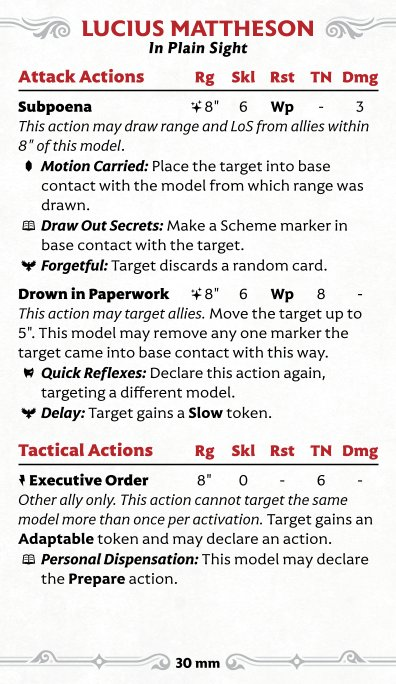 LUCIUS MATTHESON
In Plain Sight
Attack Actions Rg Skl Rst TN Dmg
Subpoena 8" 6 Wp - 3
This action may draw range and LoS from allies within
8" of this model.
Motion Carried: Place the target into base
contact with the model from which range was
drawn.
Draw Out Secrets: Make a Scheme marker in
base contact with the target.
Forgetful: Target discards a random card.
Drown in Paperwork 8" 6 Wp 8 -
This action may target allies. Move the target up to
5". This model may remove any one marker the
target came into base contact with this way.
Quick Reflexes: Declare this action again,
targeting a different model.
Delay: Target gains a Slow token.
Tactical Actions Rg Skl Rst TN Dmg
Executive Order 8" 0 - 6 -
Other ally only. This action cannot target the same
model more than once per activation. Target gains an
Adaptable token and may declare an action.
Personal Dispensation: This model may declare
the Prepare action.
30 mm